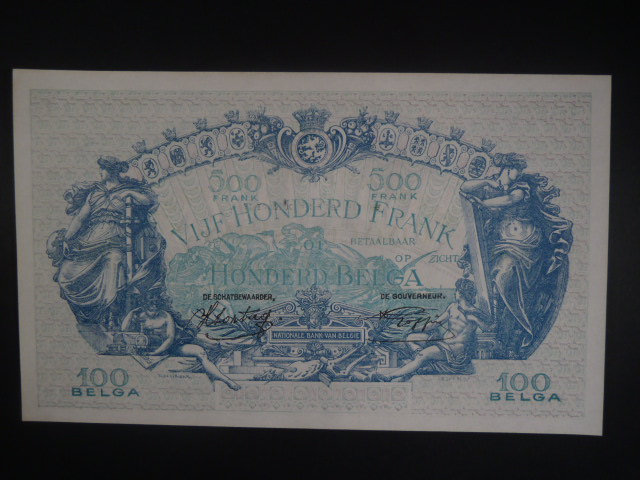 500 500
FRANK FRANK
VIJF HONDERD FRANK
OF BETAALBAAR
OP ZICHT
HONDERD BELGA
DE SCHATBEWAARDER, DE GOUVERNEUR,
NATIONALE BANK VAN BELGIE
100 100
BELGA BELGA